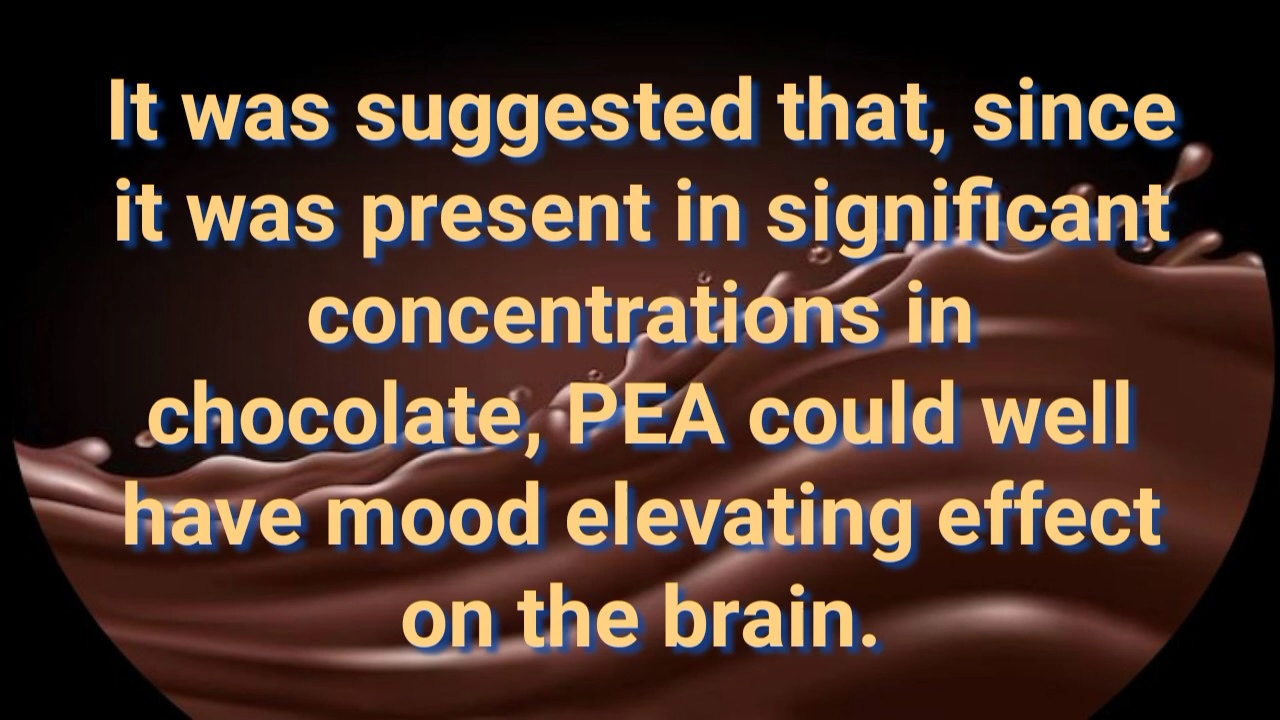 It was suggested that, since
it was present in significant
concentrations in
chocolate, PEA could well
have mood elevating effect
on the brain.